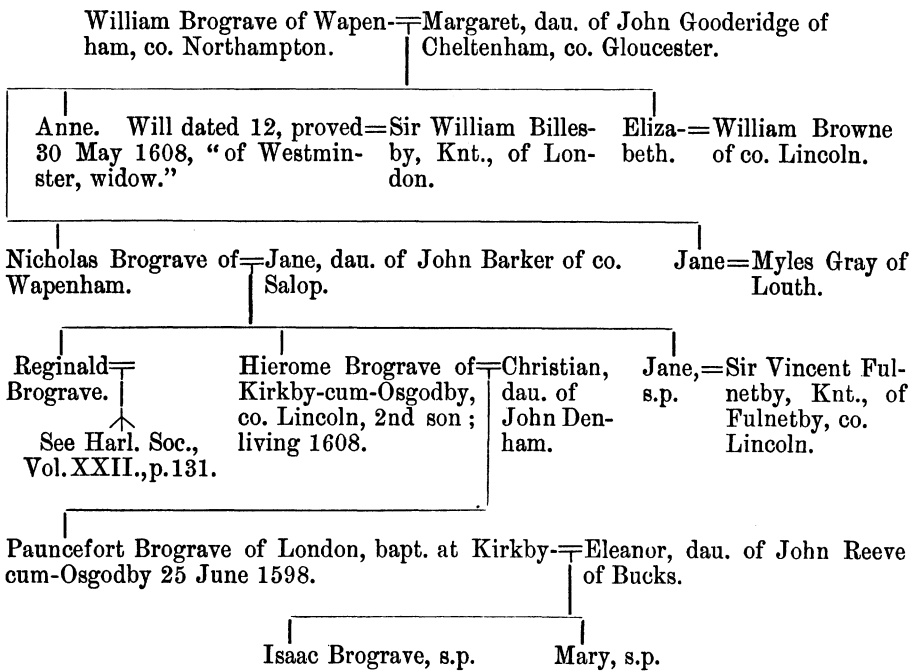 William Brograve of Wapen-
ham, co. Northampton.
Margaret, dau. of John Gooderidge of
Cheltenham, co. Gloucester.
Anne. Will dated 12, proved
30 May 1608, “of Westmin-
ster, widow.”
=Sir William Billes-
by, Knt., of Lon-
don.
Eliza-
beth.
=William Browne
of co. Lincoln.
Nicholas Brograve of
Wapenham.
Jane, dau. of John Barker of co.
Salop.
Jane=Myles Gray of
Louth.
Reginald
Brograve.
See Harl. Soc.,
Vol. XXII., p. 131.
Hierome Brograve of
Kirkby-cum-Osgodby,
co. Lincoln, 2nd son ;
living 1608.
Christian,
dau. of
John Den-
ham.
Jane,
s.p.
=Sir Vincent Ful-
netby, Knt., of
Fulnetby, co.
Lincoln.
Pauncefort Brograve of London, bapt. at Kirkby-
cum-Osgodby 25 June 1598.
Eleanor, dau. of John Reeve
of Bucks.
Isaac Brograve, s.p.
Mary, s.p.